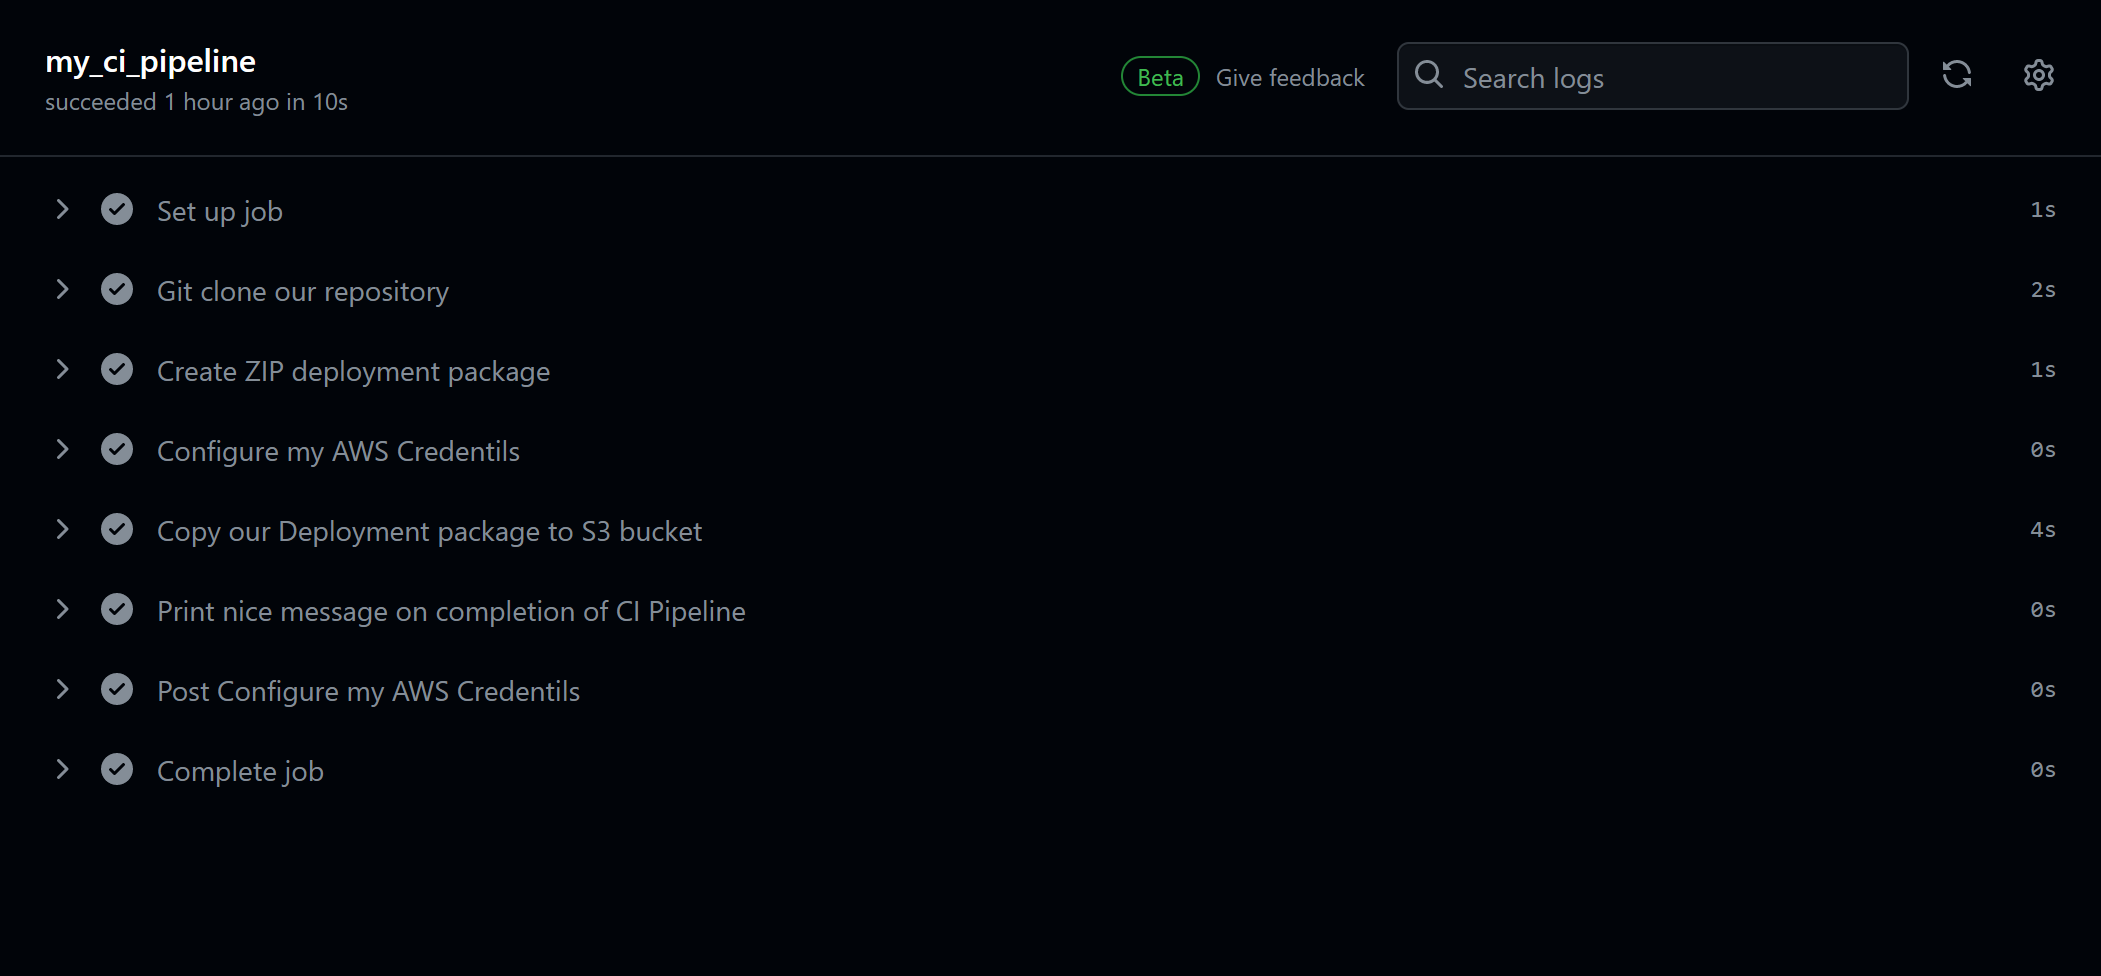 my_ci_pipeline
succeeded 1 hour ago in 10s
Beta Give feedback Search logs
Set up job 1s
Git clone our repository 2s
Create ZIP deployment package 1s
Configure my AWS Credentils 0s
Copy our Deployment package to S3 bucket 4s
Print nice message on completion of CI Pipeline 0s
Post Configure my AWS Credentils 0s
Complete job 0s